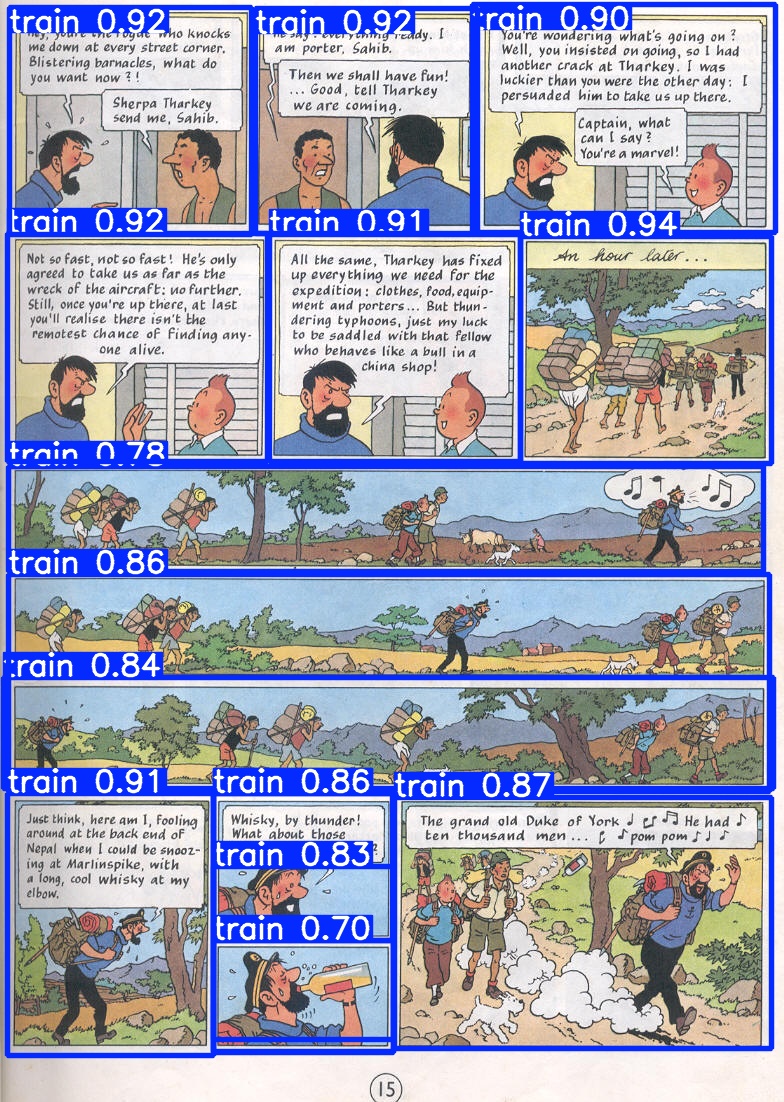 train 0.92
Hey, you're the rogue who knocks
me down at every street corner.
Blistering barnacles, what do
you want now ? !
Sherpa Tharkey
send me, Sahib.
train 0.92
He say : everything ready. I
am porter, Sahib.
Then we shall have fun!
... Good, tell Tharkey
we are coming.
train 0.90
You're wondering what's going on ?
Well, you insisted on going, so I had
another crack at Tharkey. I was
luckier than you were the other day: I
persuaded him to take us up there.
Captain, what
can I say ?
You're a marvel!
train 0.92
Not so fast, not so fast! He's only
agreed to take us as far as the
wreck of the aircraft: no further.
Still, once you're up there, at last
you'll realise there isn't the
remotest chance of finding any-
one alive.
train 0.91
All the same, Tharkey has fixed
up everything we need for the
expedition : clothes, food, equip-
ment and porters... But thun-
dering typhoons, just my luck
to be saddled with that fellow
who behaves like a bull in a
china shop!
train 0.94
An hour later...
train 0.78
train 0.86
train 0.84
train 0.91
Just think, here am I, fooling
around at the back end of
Nepal when I could be snooz-
ing at Marlinspike, with
a long, cool whisky at my
elbow.
train 0.86
Whisky, by thunder!
What about those
?
train 0.83
train 0.70
train 0.87
The grand old Duke of York ♩ ♫ ♫ He had ♪
ten thousand men ... ♪ pom pom ♪ ♩ ♪
15